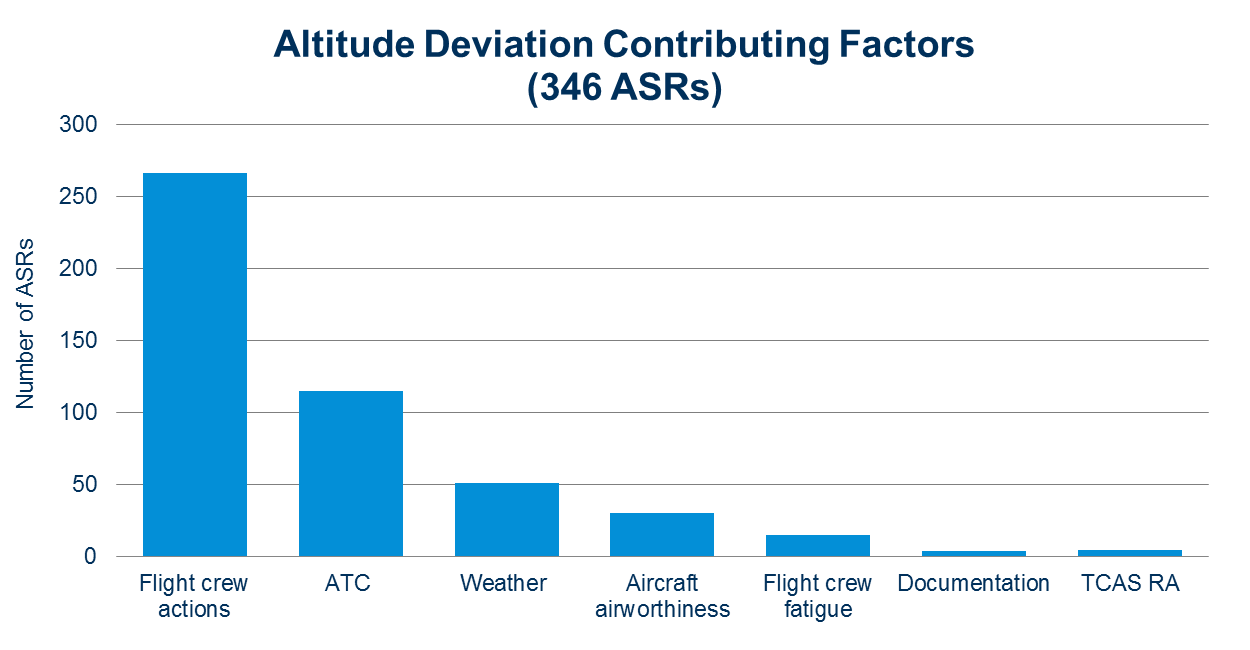 Altitude Deviation Contributing Factors
(346 ASRs)
300
250
200
150
100
50
0
Number of ASRs
Flight crew
actions
ATC
Weather
Aircraft
airworthiness
Flight crew
fatigue
Documentation
TCAS RA